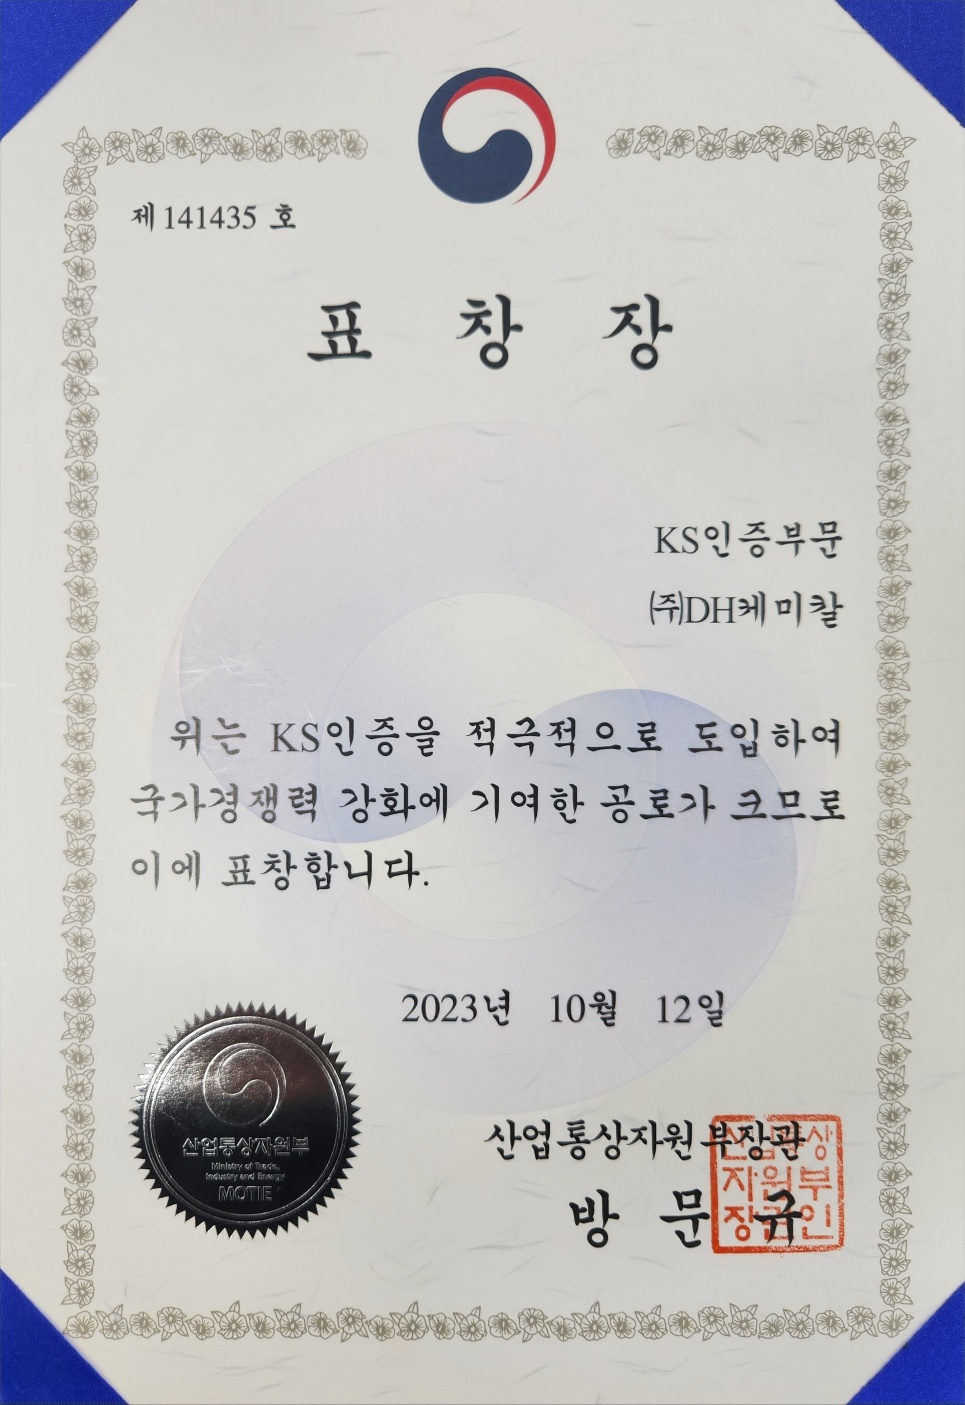 제 141435 호
표 창 장
KS인증부문
㈜DH케미칼
위는 KS인증을 적극적으로 도입하여
국가경쟁력 강화에 기여한 공로가 크므로
이에 표창합니다.
2023년 10월 12일
산업통상자원부
Ministry of Trade,
Industry and Energy
MOTIE
산업통상자원부장관
방 문 규
산업통상
자원부
장관인